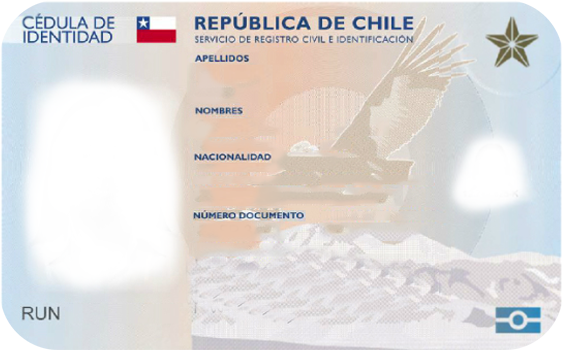 CÉDULA DE
IDENTIDAD
REPÚBLICA DE CHILE
SERVICIO DE REGISTRO CIVIL E IDENTIFICACIÓN
APELLIDOS
NOMBRES
NACIONALIDAD
NÚMERO DOCUMENTO
RUN